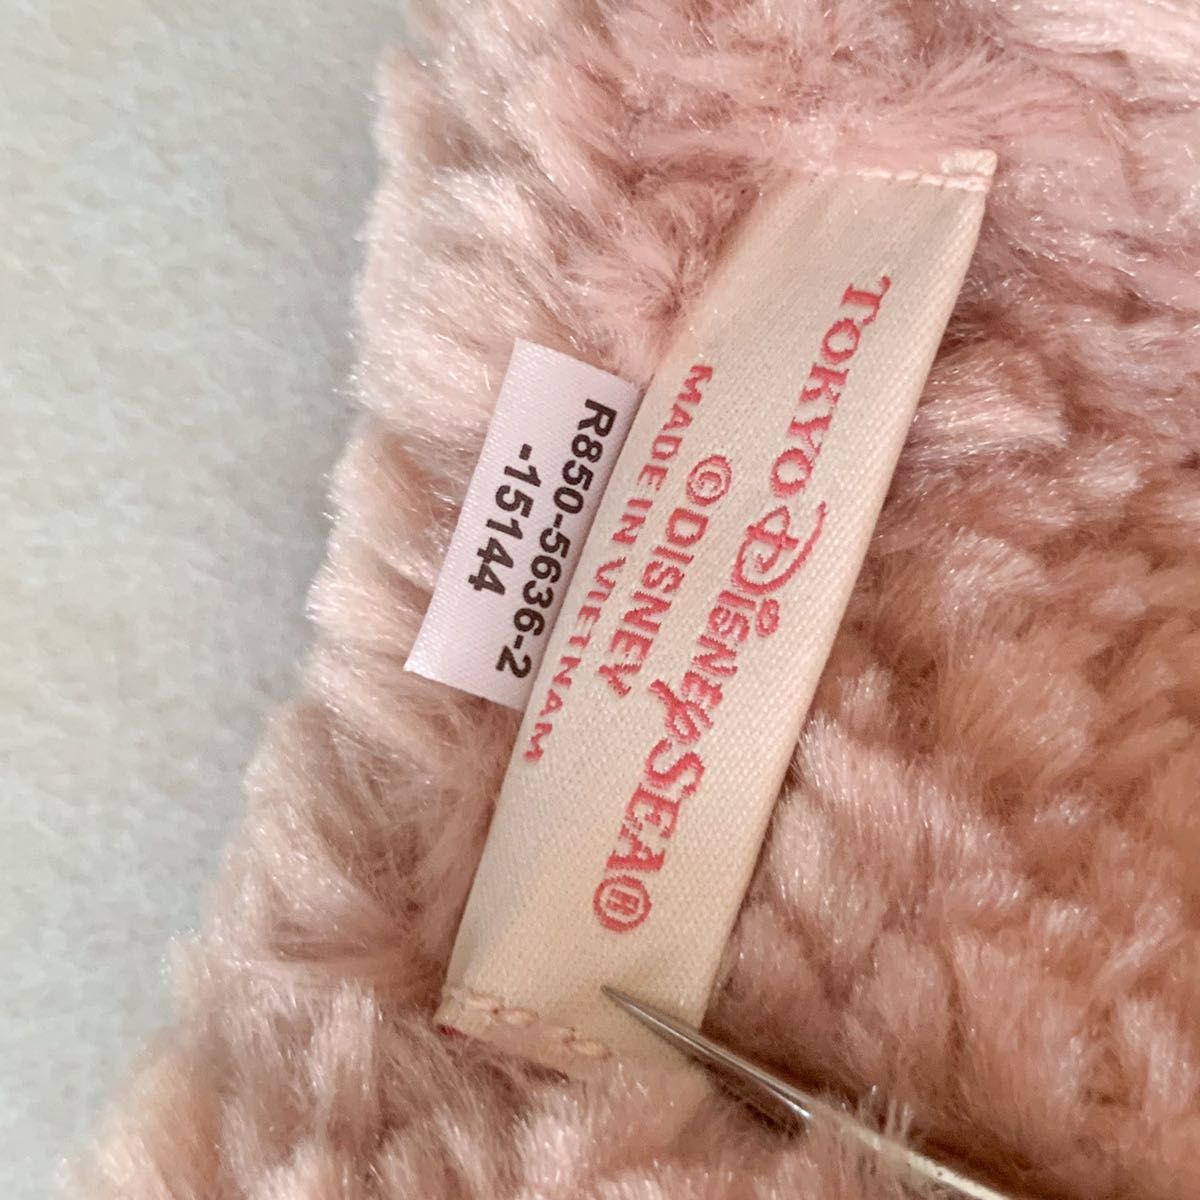 TOKYO DISNEYSEA®
©DISNEY
MADE IN VIETNAM
R850-5636-2
-15144